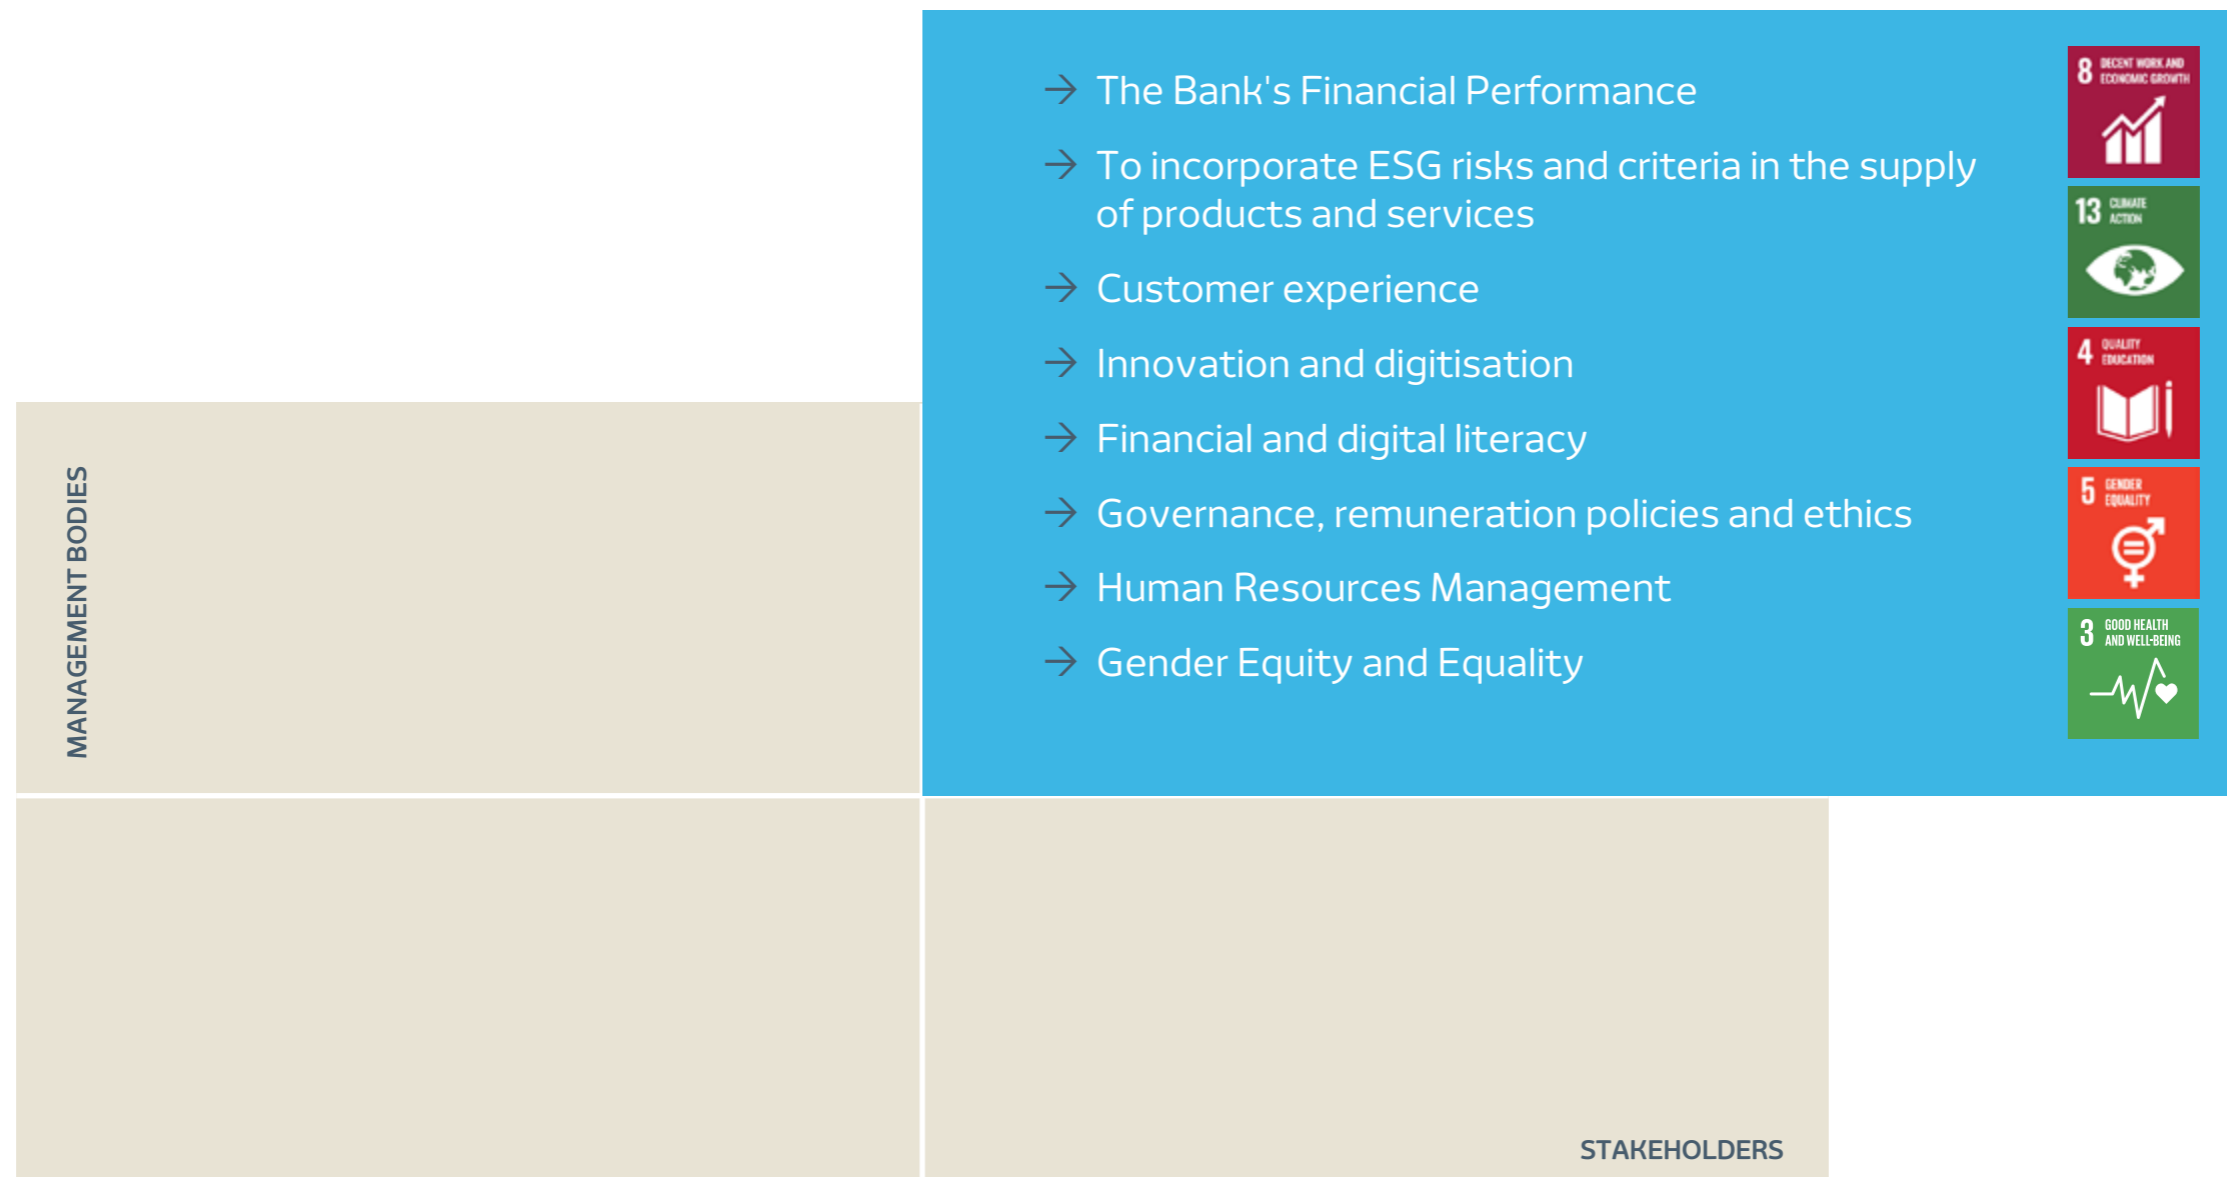 → The Bank's Financial Performance
→ To incorporate ESG risks and criteria in the supply
of products and services
→ Customer experience
→ Innovation and digitisation
→ Financial and digital literacy
→ Governance, remuneration policies and ethics
→ Human Resources Management
→ Gender Equity and Equality
8 DECENT WORK AND
ECONOMIC GROWTH
13 CLIMATE
ACTION
4 QUALITY
EDUCATION
5 GENDER
EQUALITY
3 GOOD HEALTH
AND WELL-BEING
MANAGEMENT BODIES
STAKEHOLDERS